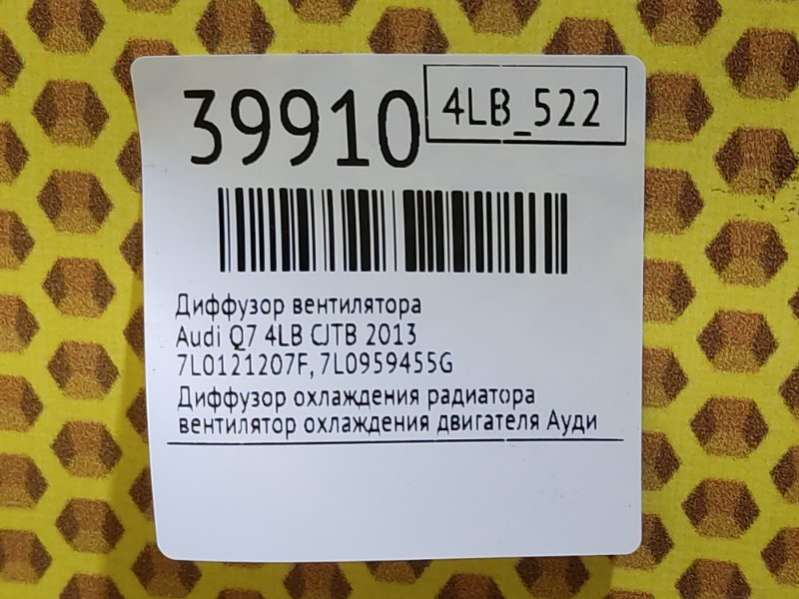 39910
4LB_522
Диффузор вентилятора
Audi Q7 4LB CJTB 2013
7L0121207F, 7L0959455G
Диффузор охлаждения радиатора
вентилятор охлаждения двигателя Ауди